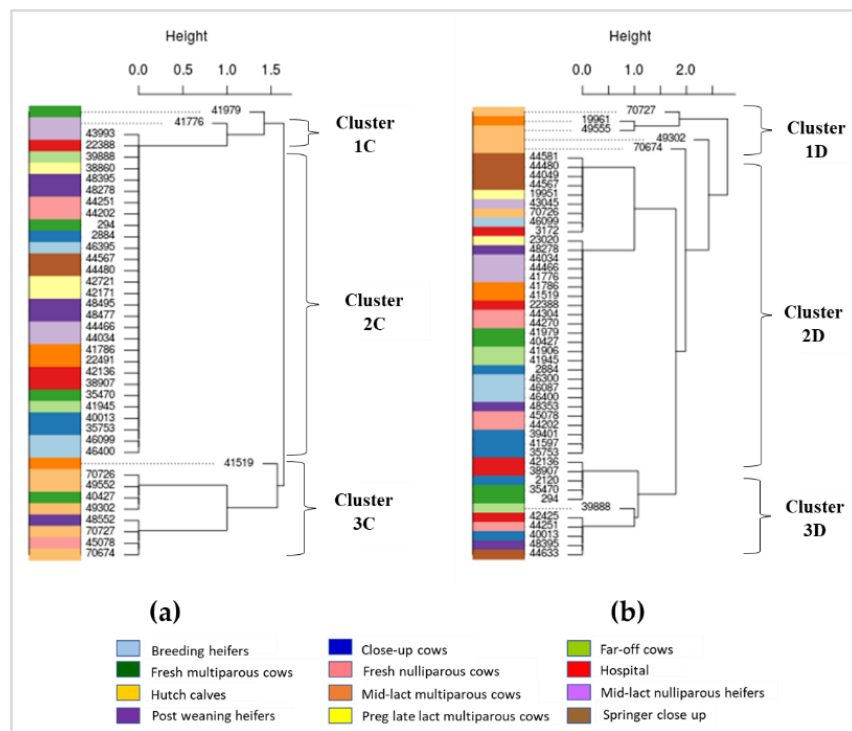 Height
0.0 0.5 1.0 1.5
41979
41776
43993
22388
39888
38860
48395
48278
44251
44202
294
2884
46395
44567
44480
42721
42171
48495
48477
44466
44034
41786
22491
42136
38907
35470
41945
40013
35753
46099
46400
41519
70726
49552
40427
49302
48552
70727
45078
70674
Cluster
1C
Cluster
2C
Cluster
3C
(a)
Height
0.0 1.0 2.0
70727
19961
49555
49302
70674
44581
44480
44049
44567
19951
43045
70726
46099
3172
23020
48278
44034
44466
41776
41786
41519
22388
44304
44270
41979
40427
41906
41945
2884
46300
46087
46400
48353
45078
44202
39401
41597
35753
42136
38907
2120
35470
294
39888
42425
44251
40013
48395
44633
Cluster
1D
Cluster
2D
Cluster
3D
(b)
Breeding heifers
Close-up cows
Far-off cows
Fresh multiparous cows
Fresh nulliparous cows
Hospital
Hutch calves
Mid-lact multiparous cows
Mid-lact nulliparous heifers
Post weaning heifers
Preg late lact multiparous cows
Springer close up